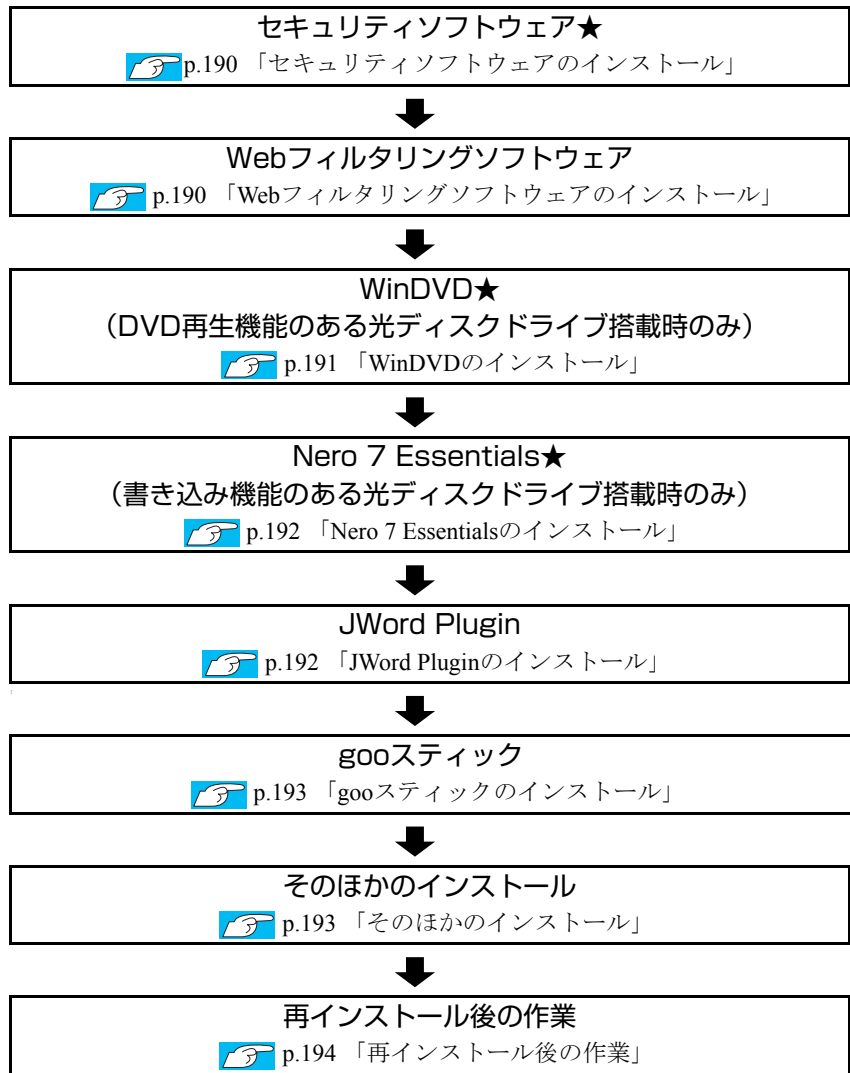 セキュリティソフトウェア★
p.190 「セキュリティソフトウェアのインストール」
Webフィルタリングソフトウェア
p.190 「Webフィルタリングソフトウェアのインストール」
WinDVD★
（DVD再生機能のある光ディスクドライブ搭載時のみ）
p.191 「WinDVDのインストール」
Nero 7 Essentials★
（書き込み機能のある光ディスクドライブ搭載時のみ）
p.192 「Nero 7 Essentialsのインストール」
JWord Plugin
p.192 「JWord Pluginのインストール」
gooスティック
p.193 「gooスティックのインストール」
そのほかのインストール
p.193 「そのほかのインストール」
再インストール後の作業
p.194 「再インストール後の作業」